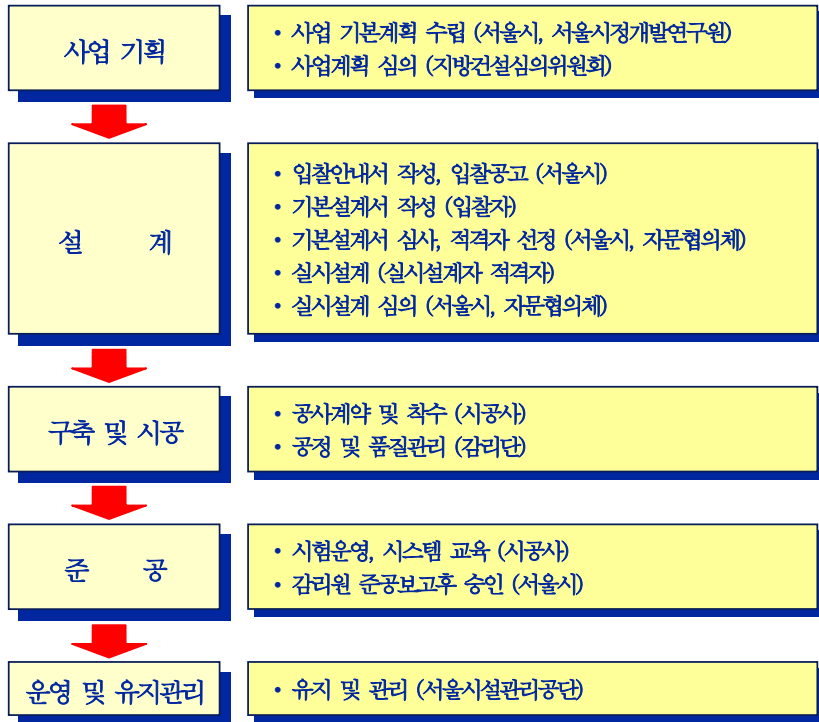 사업 기획
• 사업 기본계획 수립 (서울시, 서울시정개발연구원)
• 사업계획 심의 (지방건설심의위원회)
설 계
• 입찰안내서 작성, 입찰공고 (서울시)
• 기본설계서 작성 (입찰자)
• 기본설계서 심사, 적격자 선정 (서울시, 자문협의체)
• 실시설계 (실시설계자 적격자)
• 실시설계 심의 (서울시, 자문협의체)
구축 및 시공
• 공사계약 및 착수 (시공사)
• 공정 및 품질관리 (감리단)
준 공
• 시험운영, 시스템 교육 (시공사)
• 감리원 준공보고후 승인 (서울시)
운영 및 유지관리
• 유지 및 관리 (서울시설관리공단)